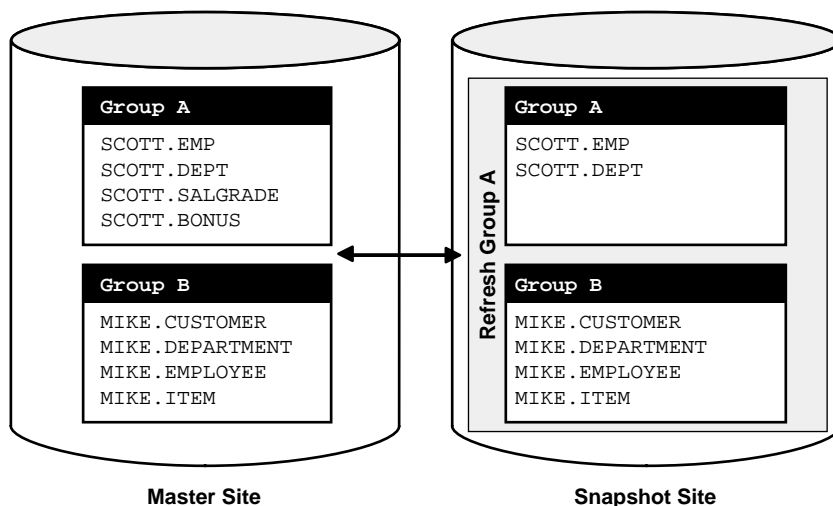 Group A
SCOTT.EMP
SCOTT.DEPT
SCOTT.SALGRADE
SCOTT.BONUS
Group B
MIKE.CUSTOMER
MIKE.DEPARTMENT
MIKE.EMPLOYEE
MIKE.ITEM
Master Site
Refresh Group A
Group A
SCOTT.EMP
SCOTT.DEPT
Group B
MIKE.CUSTOMER
MIKE.DEPARTMENT
MIKE.EMPLOYEE
MIKE.ITEM
Snapshot Site